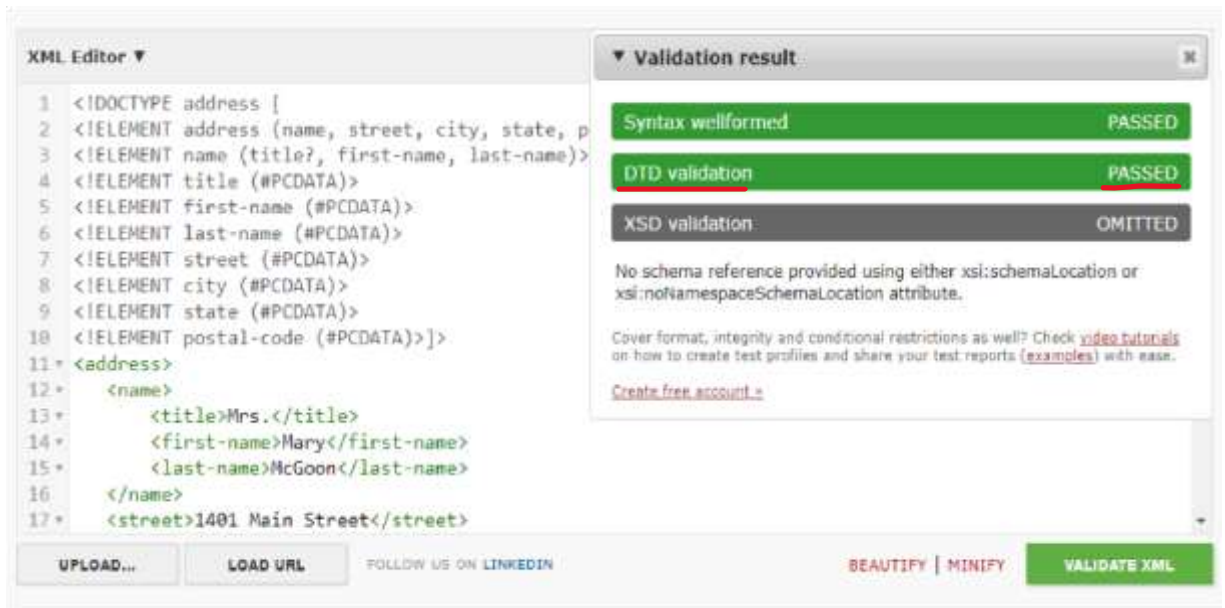 XML Editor ▼
▼ Validation result
1 <!DOCTYPE address [
2 <!ELEMENT address (name, street, city, state, p
3 <!ELEMENT name (title?, first-name, last-name)>
4 <!ELEMENT title (#PCDATA)>
5 <!ELEMENT first-name (#PCDATA)>
6 <!ELEMENT last-name (#PCDATA)>
7 <!ELEMENT street (#PCDATA)>
8 <!ELEMENT city (#PCDATA)>
9 <!ELEMENT state (#PCDATA)>
10 <!ELEMENT postal-code (#PCDATA)>]>
11 <address>
12 <name>
13 <title>Mrs.</title>
14 <first-name>Mary</first-name>
15 <last-name>McGoon</last-name>
16 </name>
17 <street>1401 Main Street</street>
Syntax wellformed PASSED
DTD validation PASSED
XSD validation OMITTED
No schema reference provided using either xsi:schemaLocation or
xsi:noNamespaceSchemaLocation attribute.
Cover format, integrity and conditional restrictions as well? Check video tutorials
on how to create test profiles and share your test reports (examples) with ease.
Create free account »
UPLOAD... LOAD URL FOLLOW US ON LINKEDIN BEAUTIFY | MINIFY VALIDATE XML